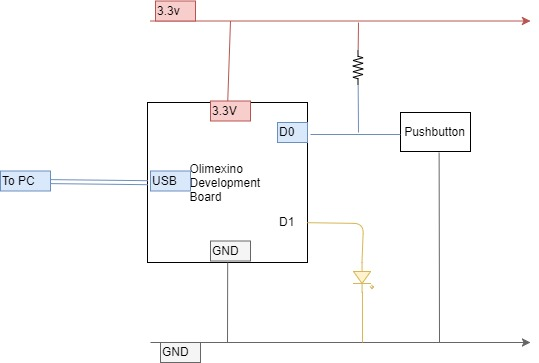 3.3v
3.3V
D0
Pushbutton
To PC
USB
Olimexino
Development
Board
D1
GND
GND